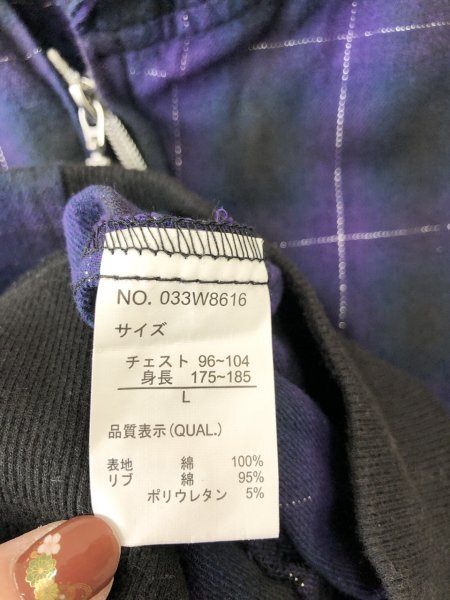 NO. 033W8616
サイズ
チェスト 96~104
身長 175~185
L
品質表示(QUAL.)
表地 綿 100%
リブ 綿 95%
ポリウレタン 5%